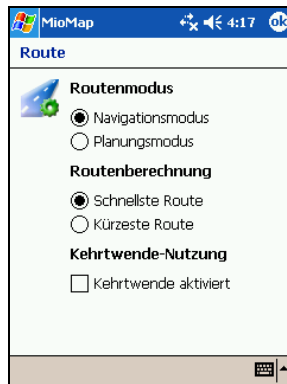 MioMap 4:17 ok
Route
Routenmodus
Navigationsmodus
Planungsmodus
Routenberechnung
Schnellste Route
Kürzeste Route
Kehrtwende-Nutzung
Kehrtwende aktiviert